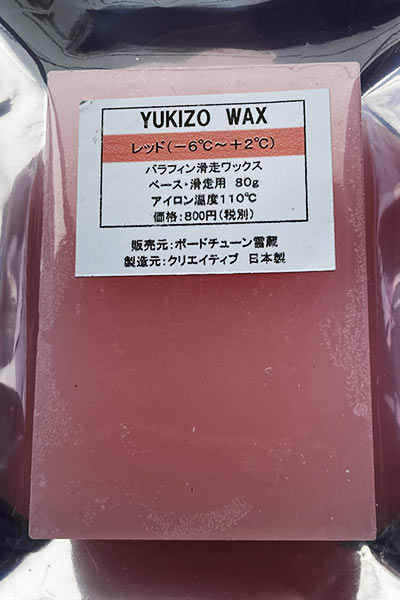 YUKIZO WAX
レッド(－6℃～＋2℃)
パラフィン滑走ワックス
ベース・滑走用 80g
アイロン温度110℃
価格:800円(税別)
販売元:ボードチューン雪蔵
製造元:クリエイティブ 日本製